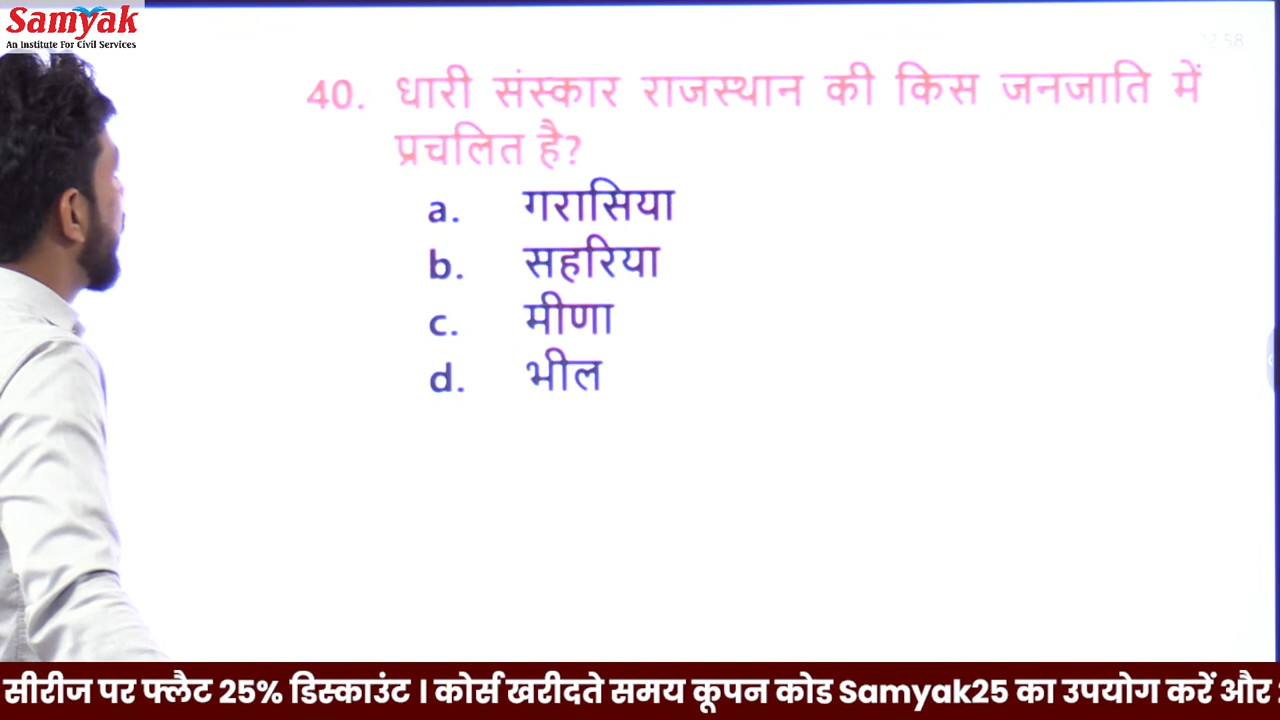 Samyak
An Institute For Civil Services
40. धारी संस्कार राजस्थान की किस जनजाति में
प्रचलित है?
a. गरासिया
b. सहरिया
c. मीणा
d. भील
सीरीज पर फ्लैट 25% डिस्काउंट । कोर्स खरीदते समय कूपन कोड Samyak25 का उपयोग करें और